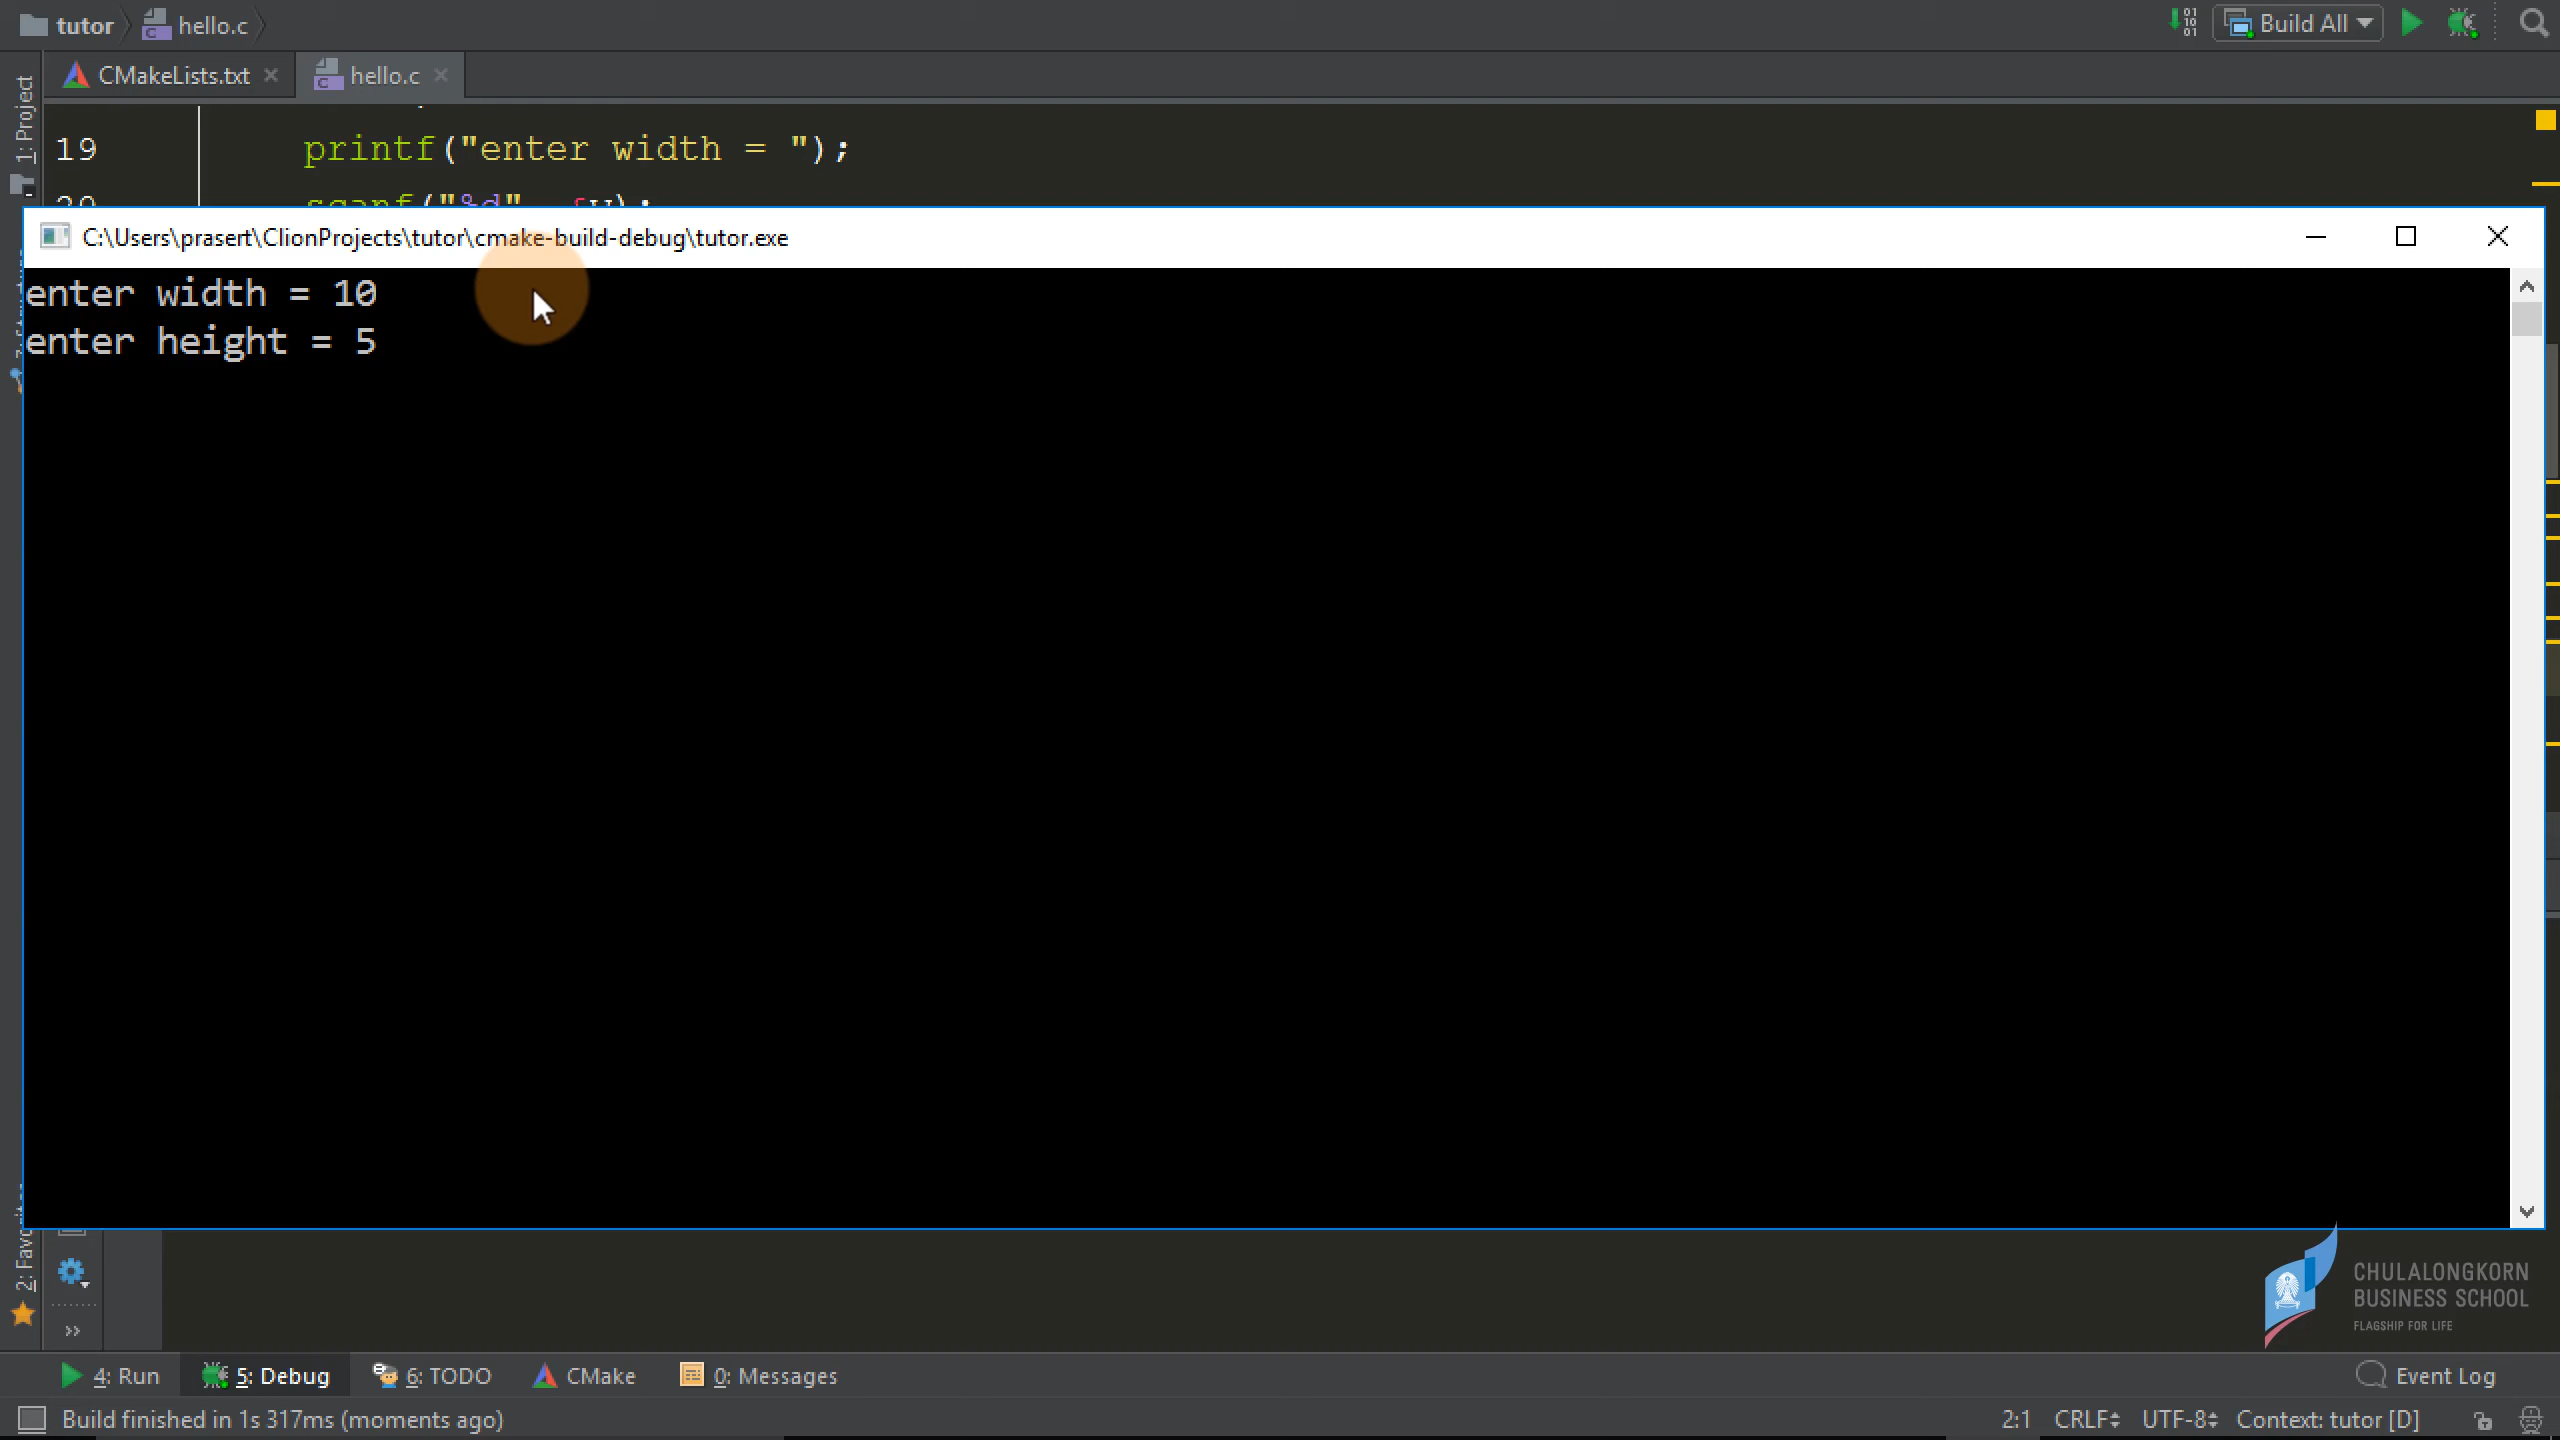 tutor hello.c
Build All
CMakeLists.txt hello.c
1: Project
19 printf("enter width = ");
20 scanf("%d",
C:\Users\prasert\ClionProjects\tutor\cmake-build-debug\tutor.exe
enter width = 10
enter height = 5
2: Favo
CHULALONGKORN
BUSINESS SCHOOL
FLAGSHIP FOR LIFE
4: Run 5: Debug 6: TODO CMake 0: Messages Event Log
Build finished in 1s 317ms (moments ago) 2:1 CRLF UTF-8 Context: tutor [D]